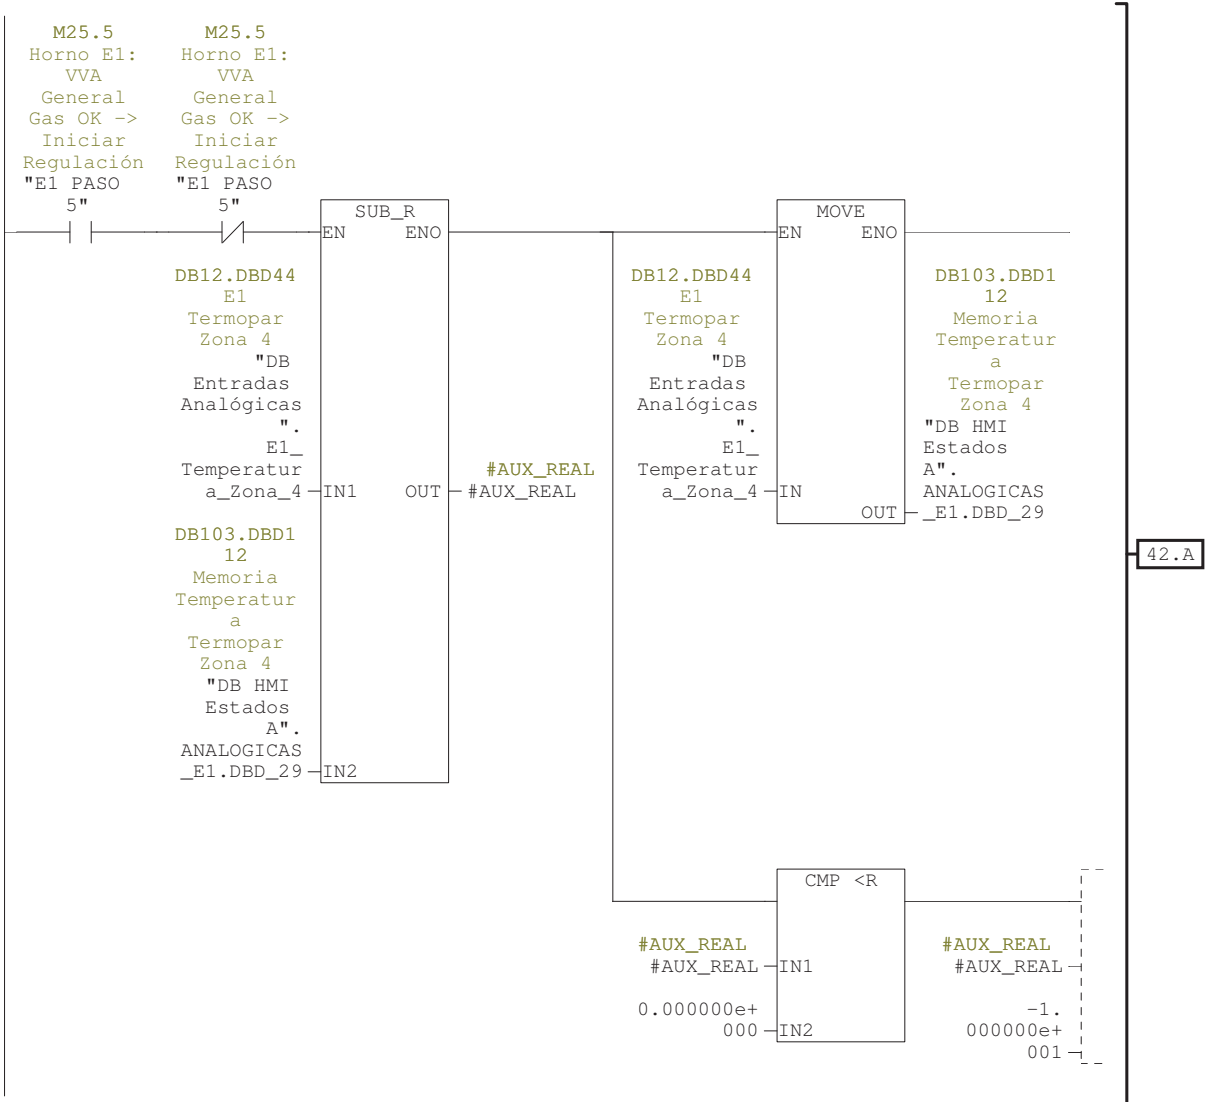 M25.5
Horno E1:
VVA
General
Gas OK ->
Iniciar
Regulación
"E1 PASO
5"
M25.5
Horno E1:
VVA
General
Gas OK ->
Iniciar
Regulación
"E1 PASO
5"
SUB_R
EN ENO
DB12.DBD44
E1
Termopar
Zona 4
"DB
Entradas
Analógicas
".
E1_
Temperatur
a_Zona_4
IN1
OUT
#AUX_REAL
#AUX_REAL
DB103.DBD1
12
Memoria
Temperatur
a
Termopar
Zona 4
"DB HMI
Estados
A".
ANALOGICAS
_E1.DBD_29
IN2
MOVE
EN ENO
DB12.DBD44
E1
Termopar
Zona 4
"DB
Entradas
Analógicas
".
E1_
Temperatur
a_Zona_4
IN
OUT
DB103.DBD1
12
Memoria
Temperatur
a
Termopar
Zona 4
"DB HMI
Estados
A".
ANALOGICAS
_E1.DBD_29
42.A
CMP <R
#AUX_REAL
#AUX_REAL
IN1
0.000000e+
000
IN2
#AUX_REAL
#AUX_REAL
-1.
000000e+
001